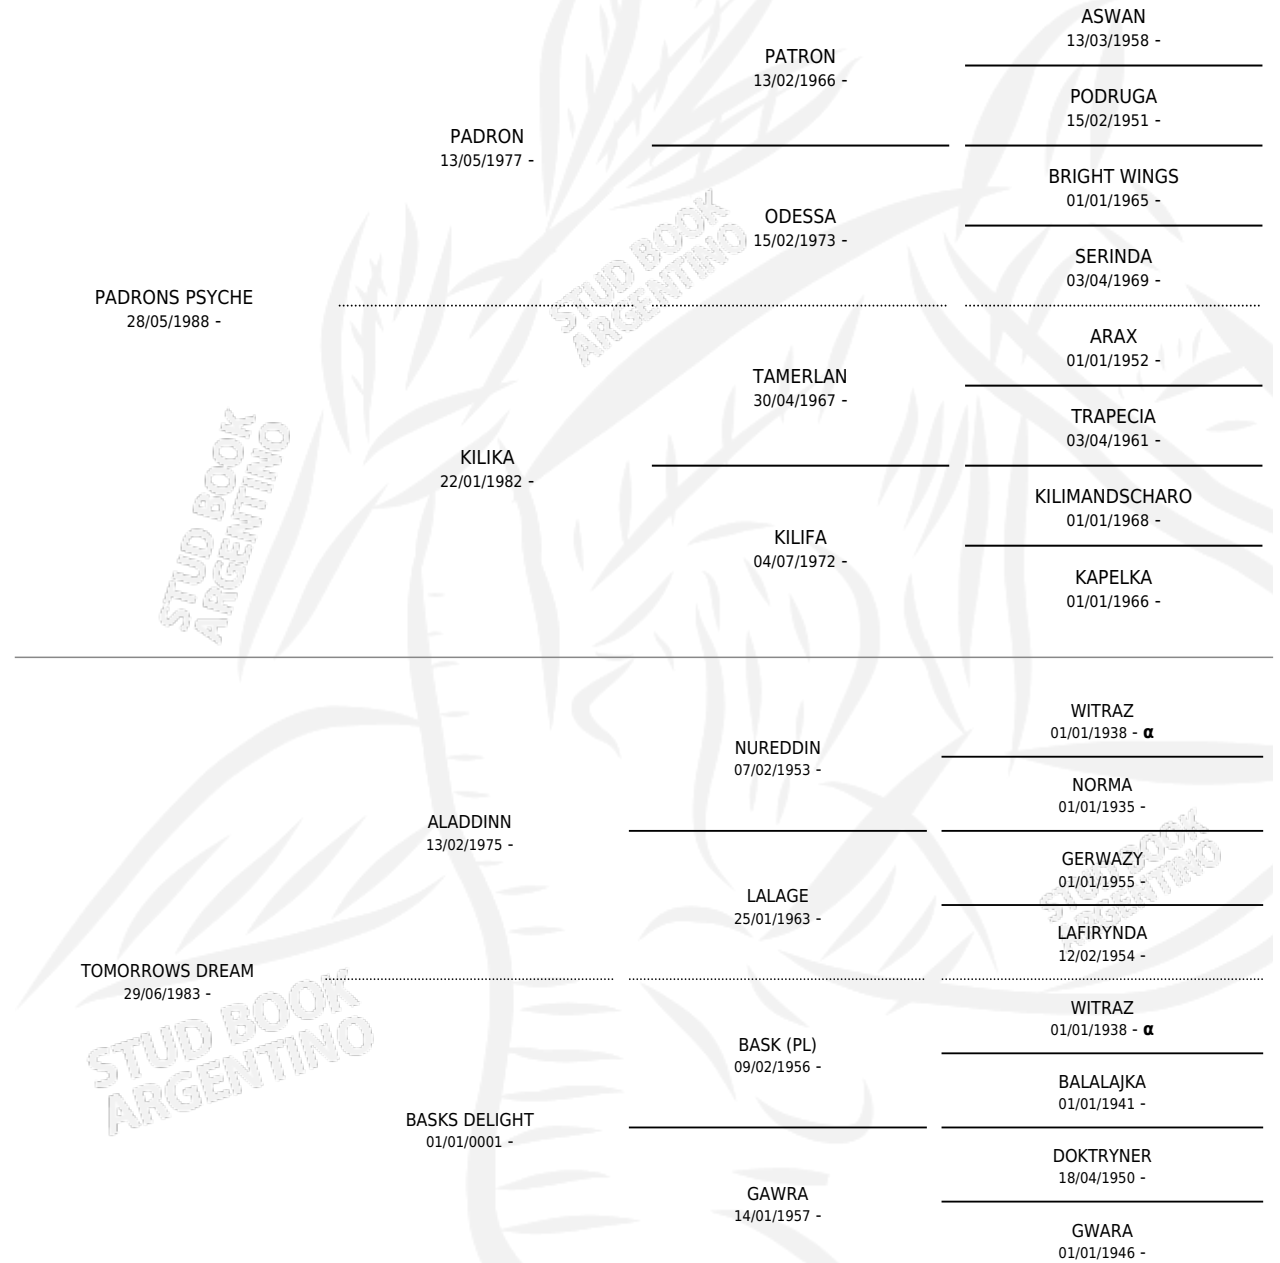 ASWAN
13/03/1958 -
PATRON
13/02/1966 -
PODRUGA
15/02/1951 -
PADRON
13/05/1977 -
BRIGHT WINGS
01/01/1965 -
ODESSA
15/02/1973 -
SERINDA
03/04/1969 -
STUD BOOK
ARGENTINO
PADRONS PSYCHE
28/05/1988 -
ARAX
01/01/1952 -
TAMERLAN
30/04/1967 -
TRAPECIA
03/04/1961 -
KILIKA
22/01/1982 -
KILIMANDSCHARO
01/01/1968 -
KILIFA
04/07/1972 -
KAPELKA
01/01/1966 -
STUD BOOK
ARGENTINO
WITRAZ
01/01/1938 - α
NUREDDIN
07/02/1953 -
NORMA
01/01/1935 -
ALADDINN
13/02/1975 -
GERWAZY
01/01/1955 -
LALAGE
25/01/1963 -
LAFIRYNDA
12/02/1954 -
STUD BOOK
ARGENTINO
TOMORROWS DREAM
29/06/1983 -
WITRAZ
01/01/1938 - α
BASK (PL)
09/02/1956 -
BALALAJKA
01/01/1941 -
STUD BOOK
ARGENTINO
BASKS DELIGHT
01/01/0001 -
DOKTRYNER
18/04/1950 -
GAWRA
14/01/1957 -
GWARA
01/01/1946 -